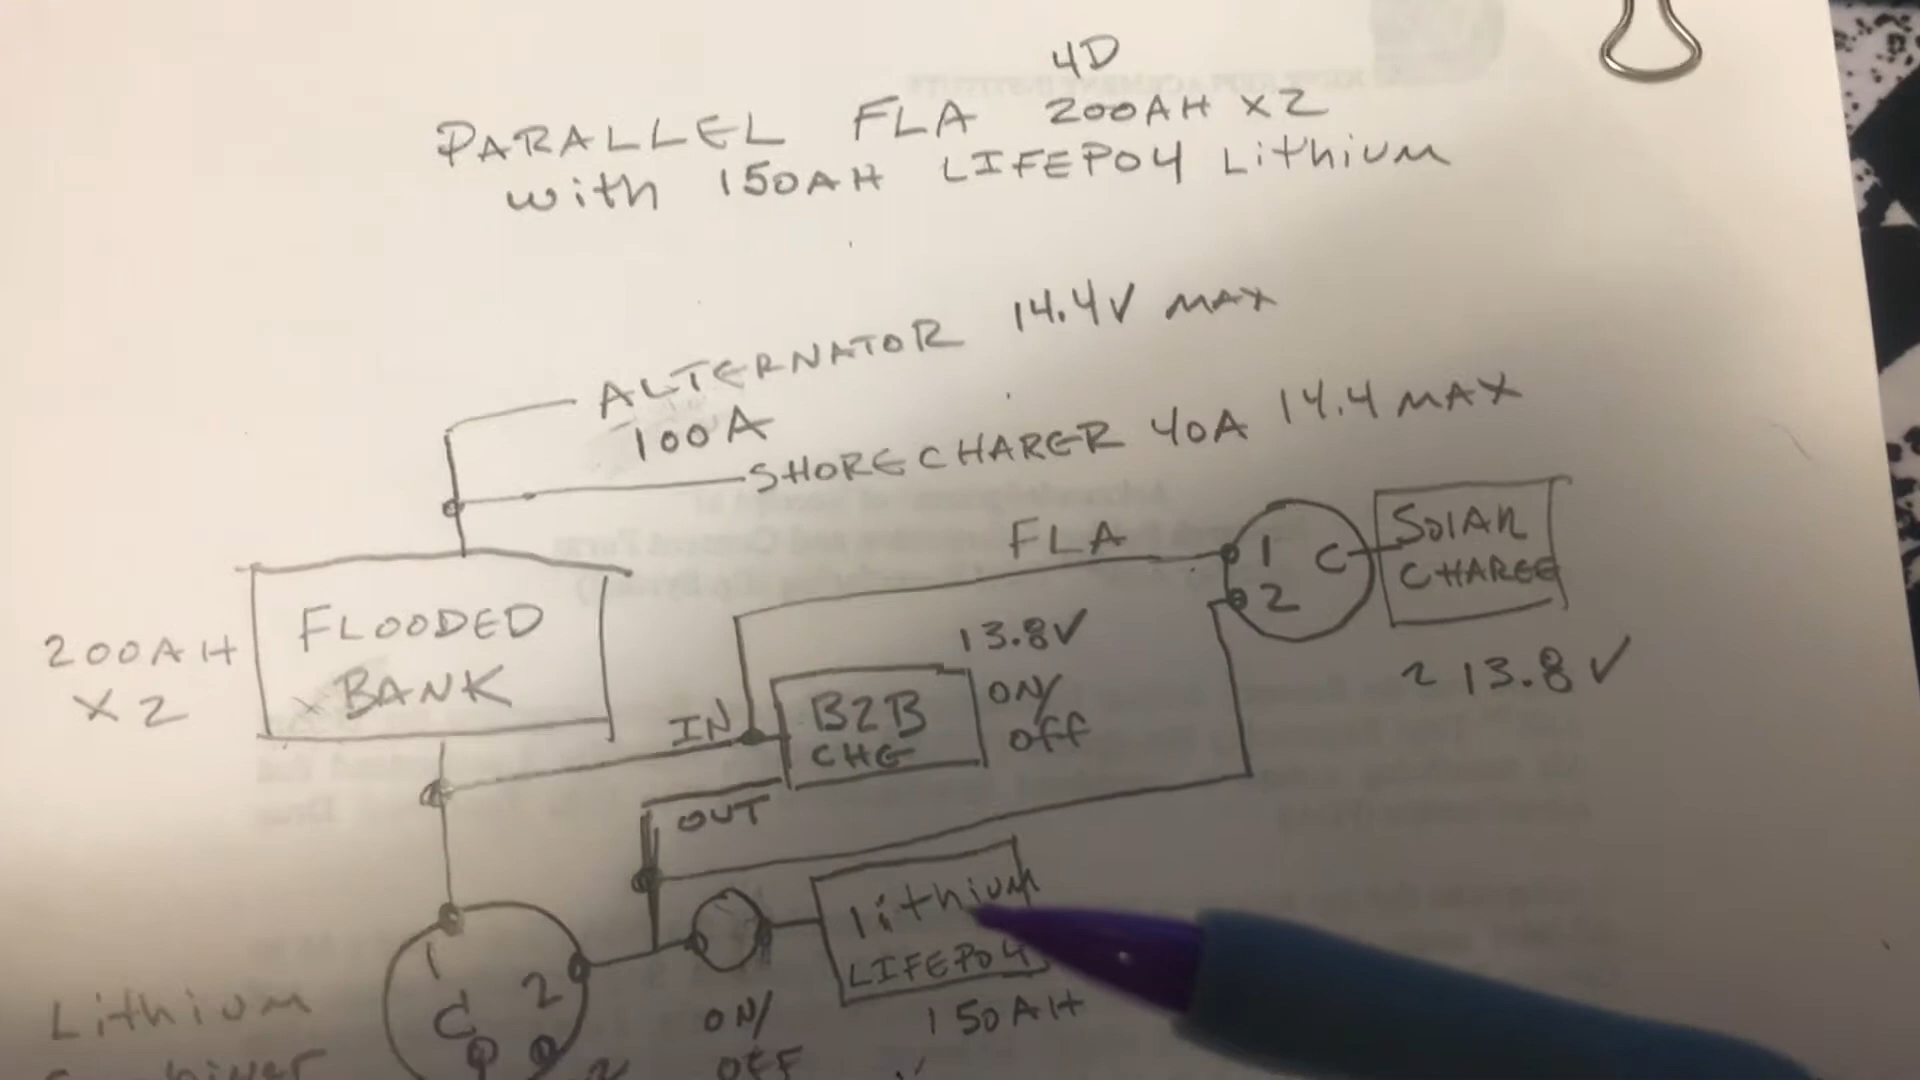 4D
PARALLEL FLA 200AH X2
with 150AH LIFEPO4 Lithium
ALTERNATOR 14.4V MAX
100A
SHORE CHARER 40A 14.4 MAX
FLA
1 C
2
SOlAR
CHARGE
13.8V
FLOODED
BANK
200AH
X2
13.8V
ON/
Off
IN
B2B
CHG
OUT
lithium
LIFEPO4
150AH
1
2
C
ON/
OFF
Lithium